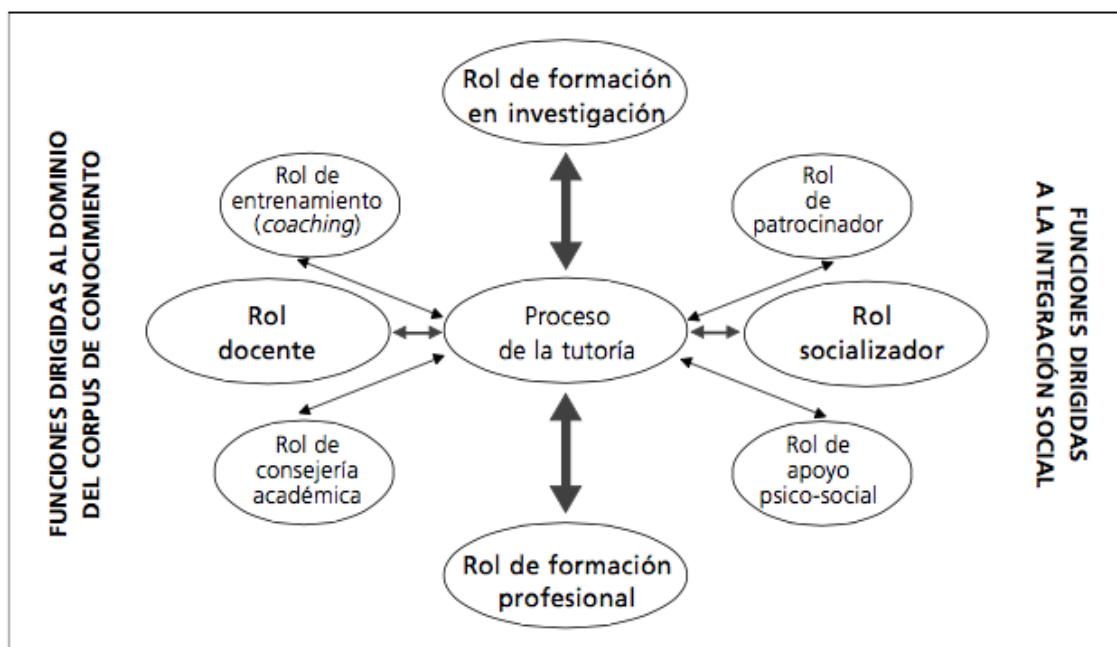 FUNCIONES DIRIGIDAS AL DOMINIO
DEL CORPUS DE CONOCIMIENTO
Rol de formación
en investigación
Rol de
entrenamiento
(coaching)
Rol
de
patrocinador
Rol
docente
Proceso
de la tutoría
Rol
socializador
Rol de
consejería
académica
Rol de
apoyo
psico-social
Rol de formación
profesional
FUNCIONES DIRIGIDAS
A LA INTEGRACIÓN SOCIAL